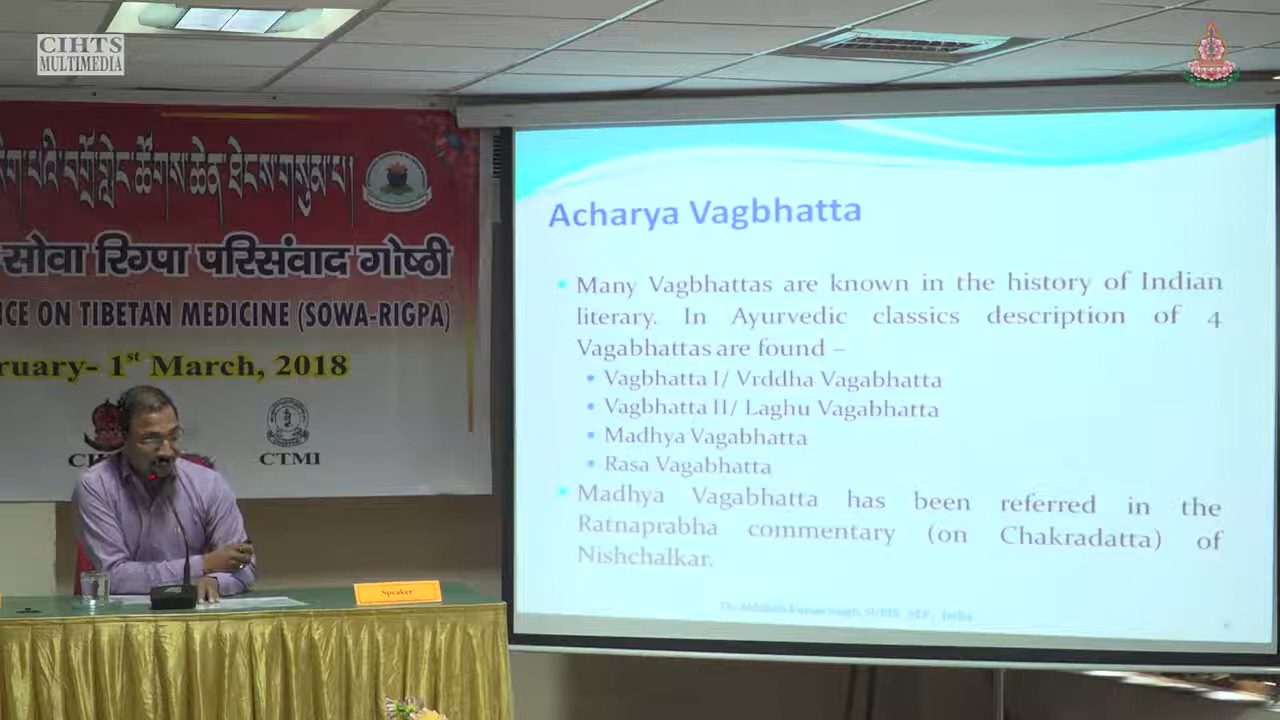 CIHTS
MULTIMEDIA
सोवा रिग्पा परिसंवाद गोष्ठी
CE ON TIBETAN MEDICINE (SOWA-RIGPA)
ruary- 1st March, 2018
CTMI
Speaker
Acharya Vagbhatta
• Many Vagbhattas are known in the history of Indian
literary. In Ayurvedic classics description of 4
Vagabhattas are found –
• Vagbhatta I/ Vrddha Vagabhatta
• Vagbhatta II/ Laghu Vagabhatta
• Madhya Vagabhatta
• Rasa Vagabhatta
• Madhya Vagabhatta has been referred in the
Ratnaprabha commentary (on Chakradatta) of
Nishchalkar.
India